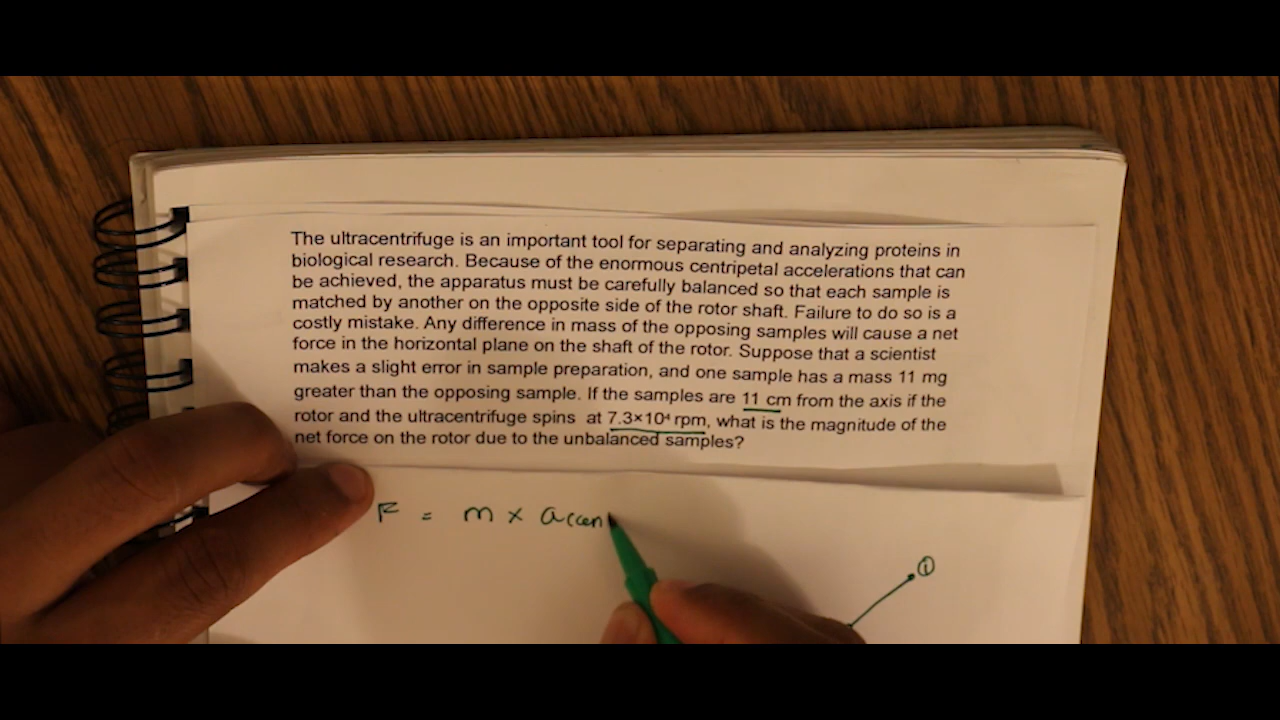 The ultracentrifuge is an important tool for separating and analyzing proteins in
biological research. Because of the enormous centripetal accelerations that can
be achieved, the apparatus must be carefully balanced so that each sample is
matched by another on the opposite side of the rotor shaft. Failure to do so is a
costly mistake. Any difference in mass of the opposing samples will cause a net
force in the horizontal plane on the shaft of the rotor. Suppose that a scientist
makes a slight error in sample preparation, and one sample has a mass 11 mg
greater than the opposing sample. If the samples are 11 cm from the axis if the
rotor and the ultracentrifuge spins at 7.3×10⁴ rpm, what is the magnitude of the
net force on the rotor due to the unbalanced samples?
F = m × a(cen
①